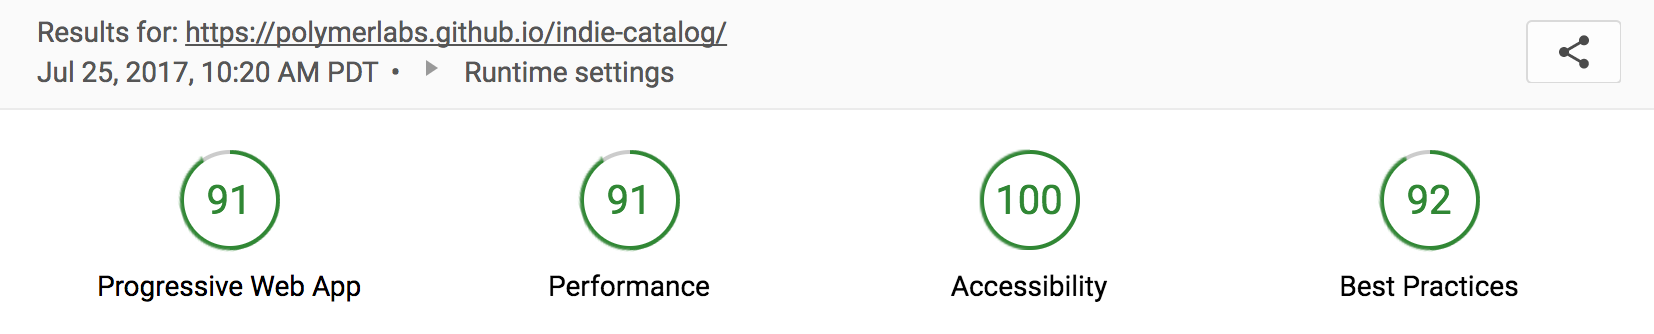 Results for: https://polymerlabs.github.io/indie-catalog/
Jul 25, 2017, 10:20 AM PDT • Runtime settings
91 91 100 92
Progressive Web App Performance Accessibility Best Practices